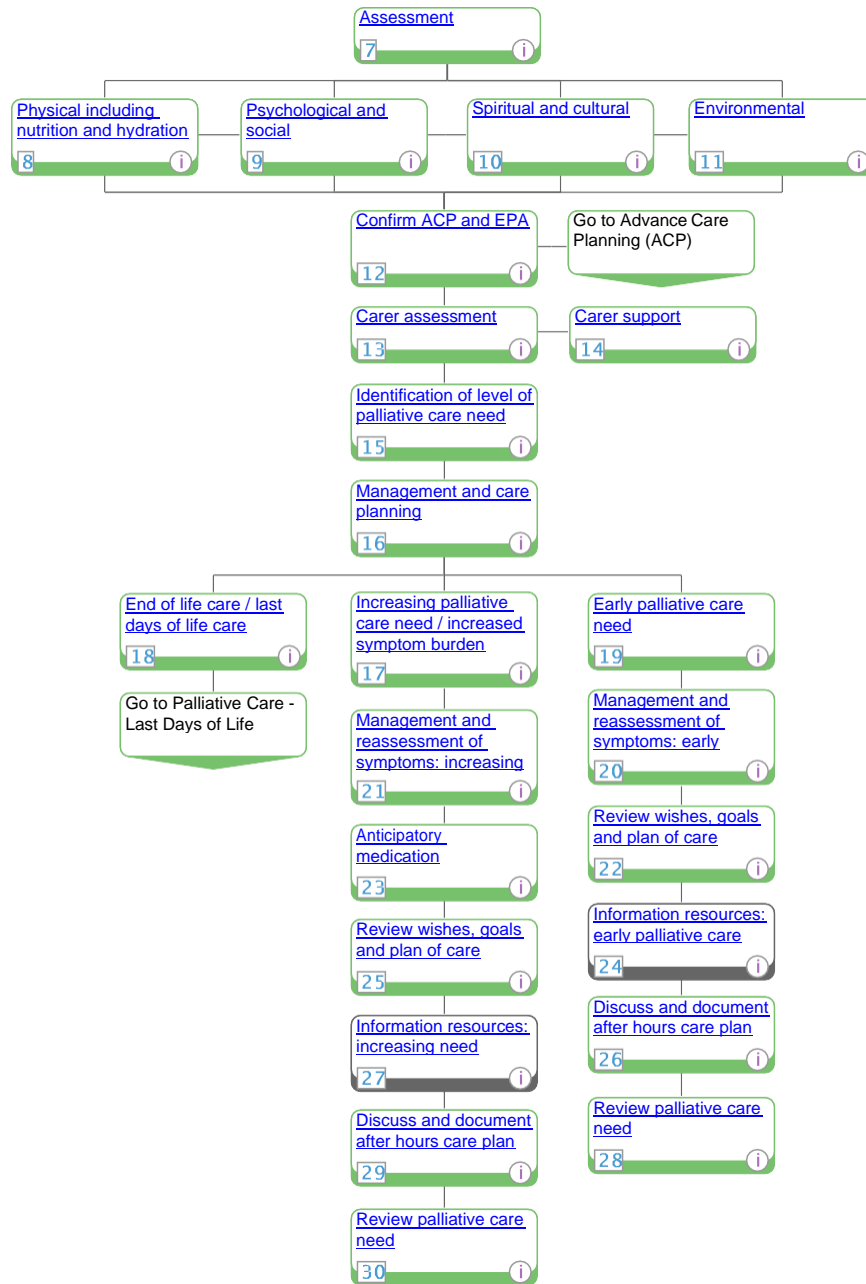 Assessment
7
i
Physical including
nutrition and hydration
8
i
Psychological and
social
9
i
Spiritual and cultural
10
i
Environmental
11
i
Confirm ACP and EPA
12
i
Go to Advance Care
Planning (ACP)
Carer assessment
13
i
Carer support
14
i
Identification of level of
palliative care need
15
i
Management and care
planning
16
i
End of life care / last
days of life care
18
i
Increasing palliative
care need / increased
symptom burden
17
i
Early palliative care
need
19
i
Go to Palliative Care -
Last Days of Life
Management and
reassessment of
symptoms: increasing
21
i
Management and
reassessment of
symptoms: early
20
i
Anticipatory
medication
23
i
Review wishes, goals
and plan of care
22
i
Review wishes, goals
and plan of care
25
i
Information resources:
early palliative care
24
i
Information resources:
increasing need
27
i
Discuss and document
after hours care plan
26
i
Discuss and document
after hours care plan
29
i
Review palliative care
need
28
i
Review palliative care
need
30
i